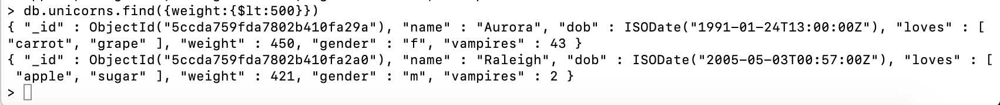 > db.unicorns.find({weight:{$lt:500}})
{ "_id" : ObjectId("5ccda759fda7802b410fa29a"), "name" : "Aurora", "dob" : ISODate("1991-01-24T13:00:00Z"), "loves" : [
"carrot", "grape" ], "weight" : 450, "gender" : "f", "vampires" : 43 }
{ "_id" : ObjectId("5ccda759fda7802b410fa2a0"), "name" : "Raleigh", "dob" : ISODate("2005-05-03T00:57:00Z"), "loves" : [
 "apple", "sugar" ], "weight" : 421, "gender" : "m", "vampires" : 2 }
>